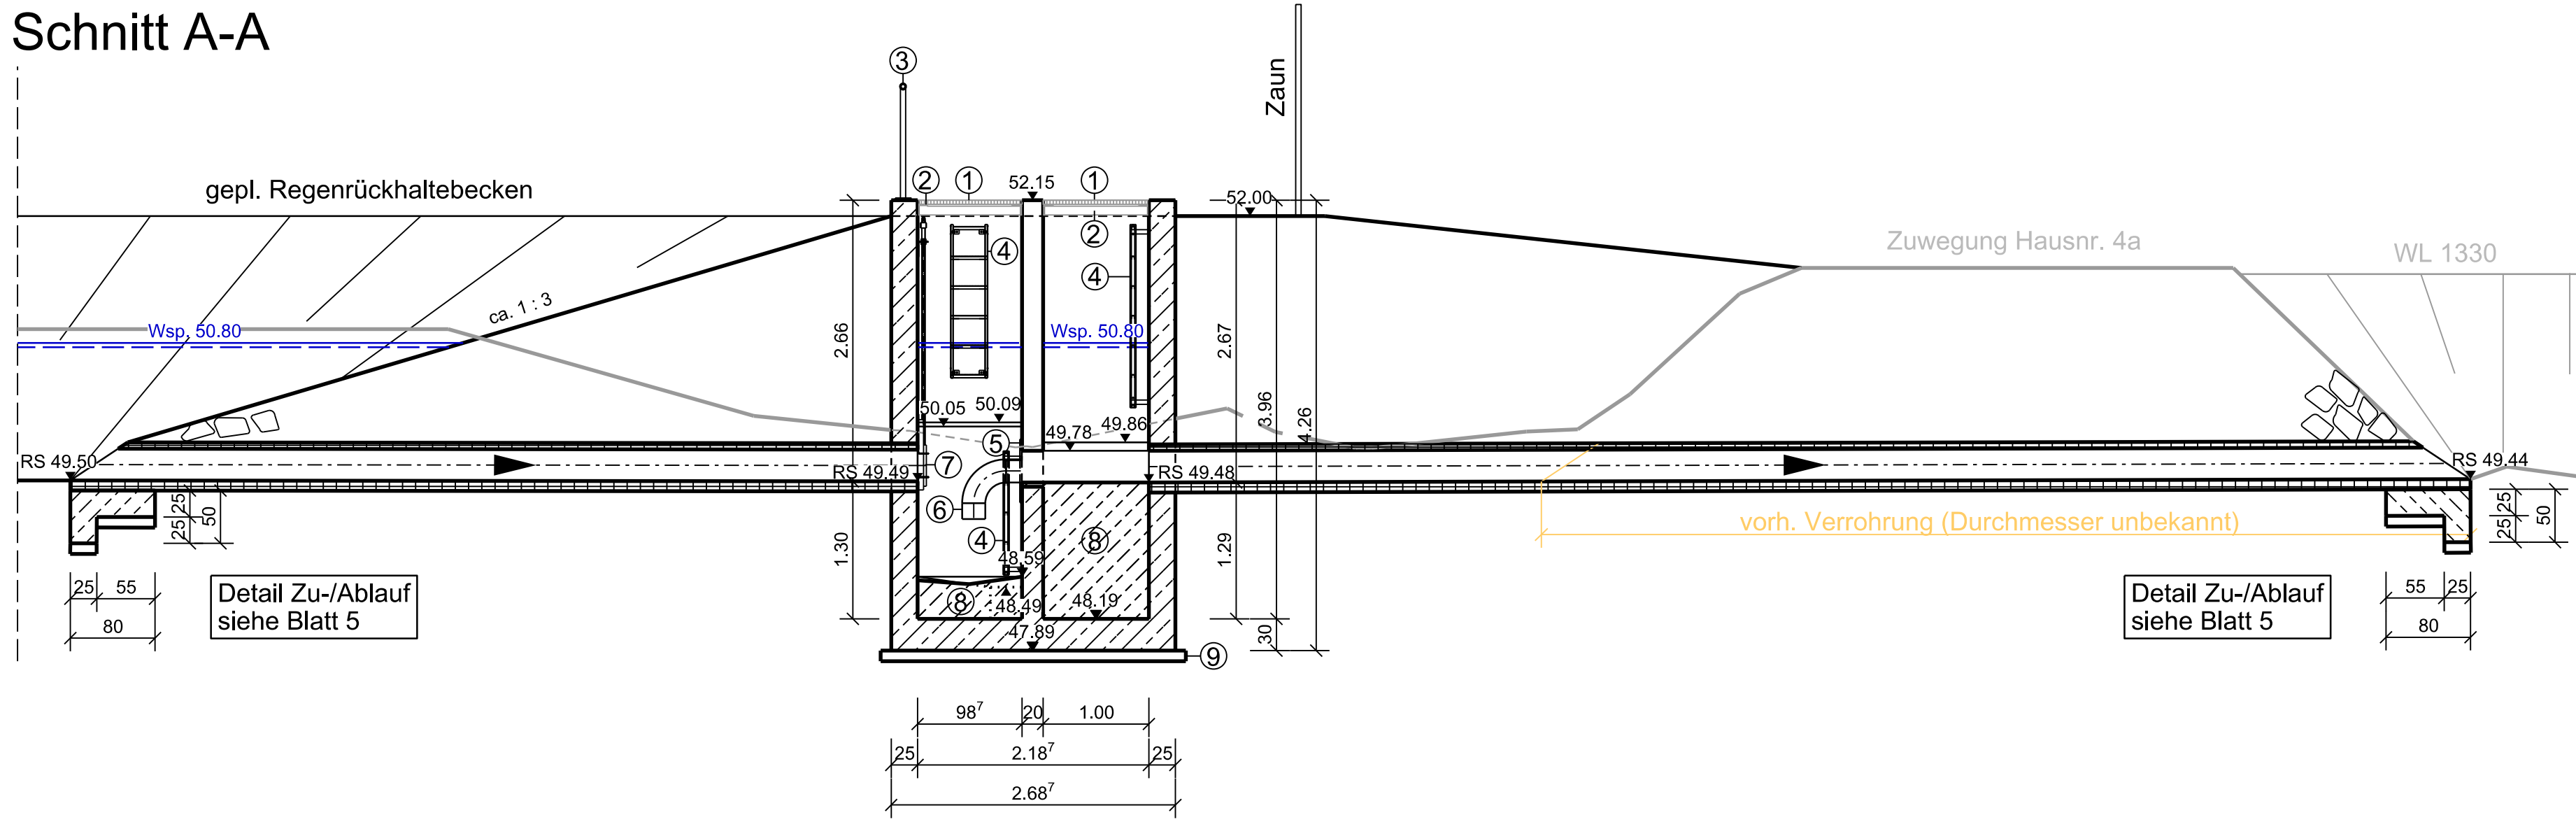 Schnitt A-A
3
Zaun
gepl. Regenrückhaltebecken
2
1
52.15
1
52.00
2
4
4
Zuwegung Hausnr. 4a
WL 1330
ca. 1 : 3
Wsp. 50.80
Wsp. 50.80
2.66
2.67
3.96
4.26
50.05
50.09
49.78
49.86
5
RS 49.50
RS 49.49
7
RS 49.48
RS 49.44
6
25
25
50
1.30
4
8
1.29
vorh. Verrohrung (Durchmesser unbekannt)
25
25
50
48.59
8
48.49
48.19
47.89
30
9
25
55
80
Detail Zu-/Ablauf
siehe Blatt 5
Detail Zu-/Ablauf
siehe Blatt 5
55
25
80
98⁷
20
1.00
25
2.18⁷
25
2.68⁷